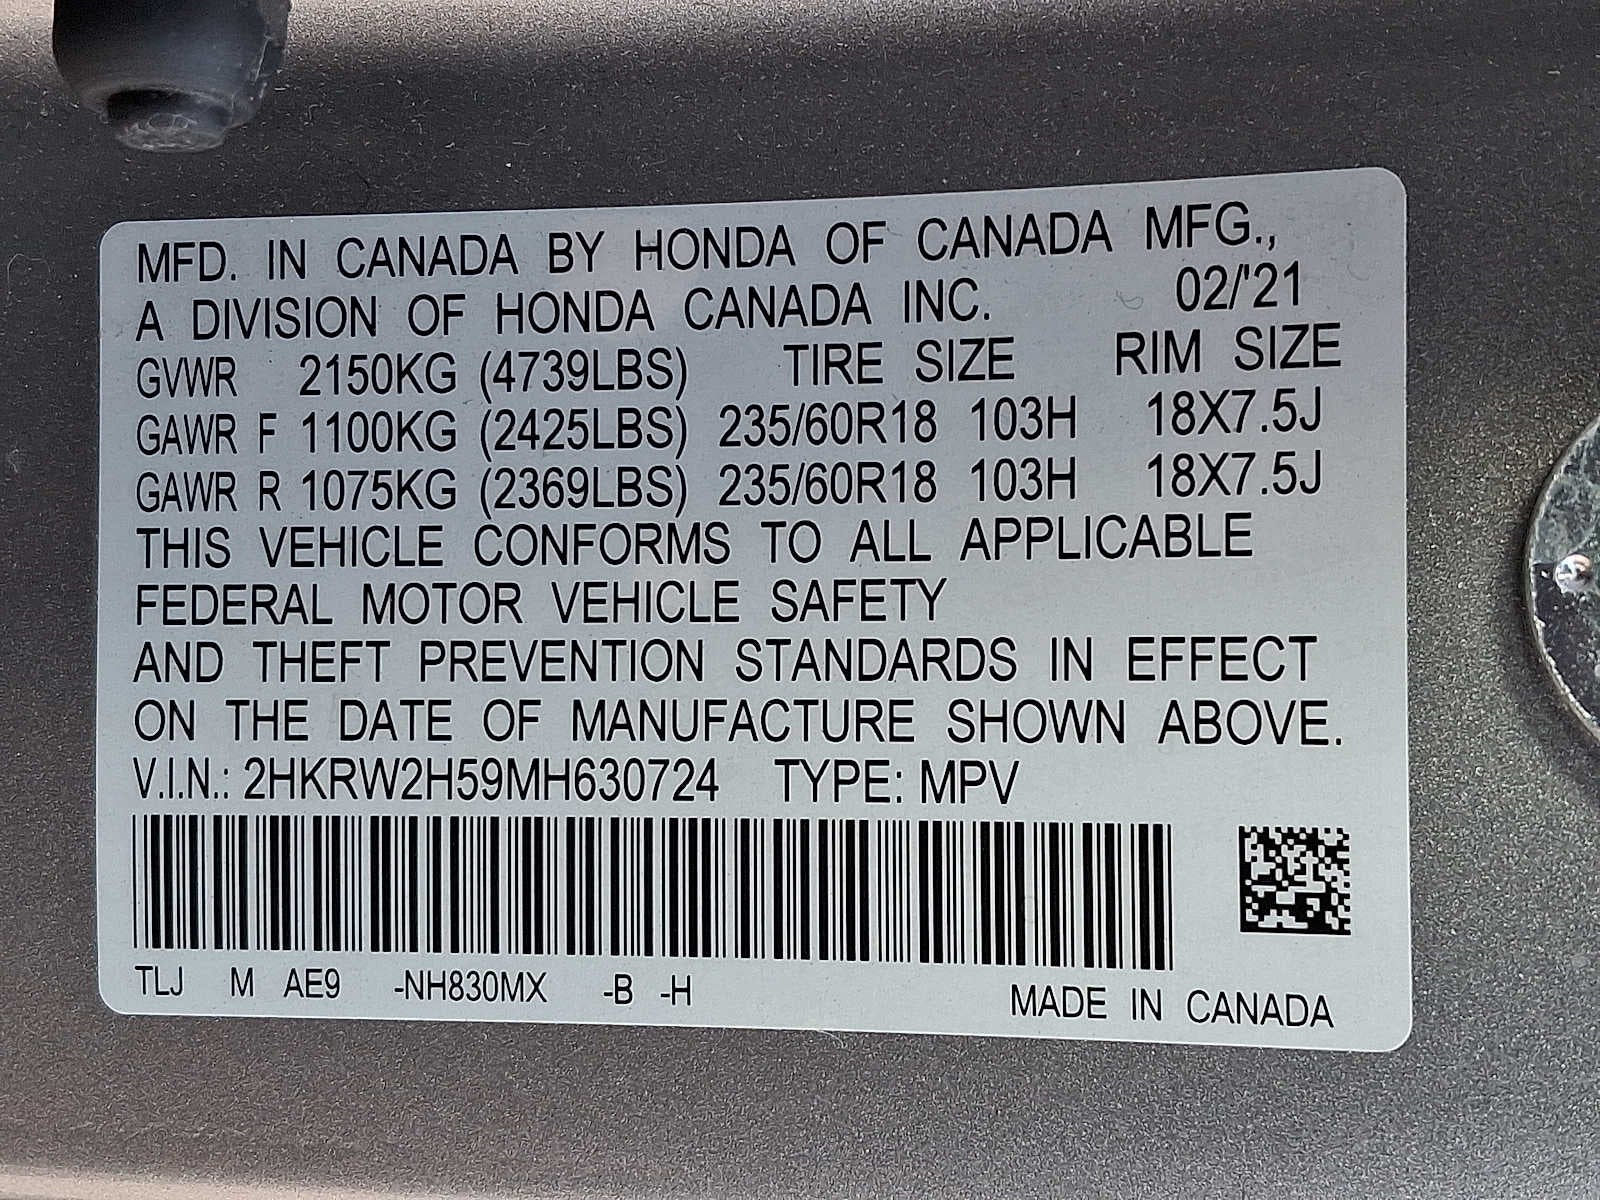 MFD. IN CANADA BY HONDA OF CANADA MFG.,
A DIVISION OF HONDA CANADA INC. 02/'21
GVWR 2150KG (4739LBS) TIRE SIZE RIM SIZE
GAWR F 1100KG (2425LBS) 235/60R18 103H 18X7.5J
GAWR R 1075KG (2369LBS) 235/60R18 103H 18X7.5J
THIS VEHICLE CONFORMS TO ALL APPLICABLE
FEDERAL MOTOR VEHICLE SAFETY
AND THEFT PREVENTION STANDARDS IN EFFECT
ON THE DATE OF MANUFACTURE SHOWN ABOVE.
V.I.N.: 2HKRW2H59MH630724 TYPE: MPV
TLJ M AE9 -NH830MX -B -H MADE IN CANADA